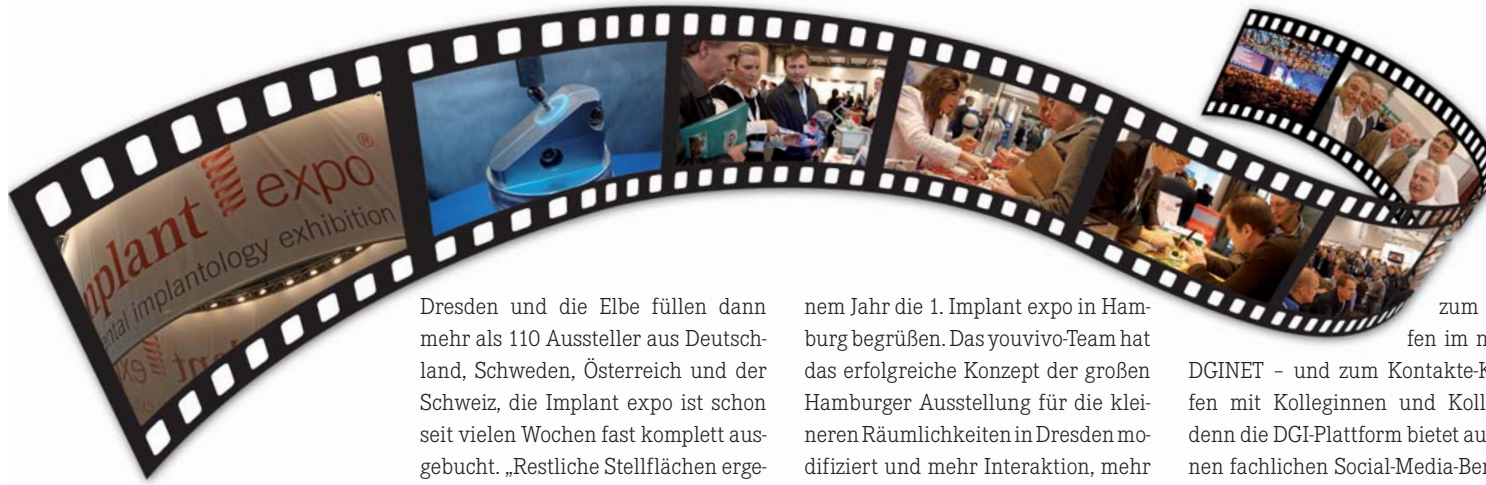 expo®
dental implantology exhibition
Dresden und die Elbe füllen dann
mehr als 110 Aussteller aus Deutsch-
land, Schweden, Österreich und der
Schweiz, die Implant expo ist schon
seit vielen Wochen fast komplett aus-
gebucht. „Restliche Stellflächen erge-
nem Jahr die 1. Implant expo in Ham-
burg begrüßen. Das youvivo-Team hat
das erfolgreiche Konzept der großen
Hamburger Ausstellung für die klei-
neren Räumlichkeiten in Dresden mo-
difiziert und mehr Interaktion, mehr
zum
fen im n
DGINET – und zum Kontakte-K
fen mit Kolleginnen und Koll
denn die DGI-Plattform bietet au
nen fachlichen Social-Media-Ber